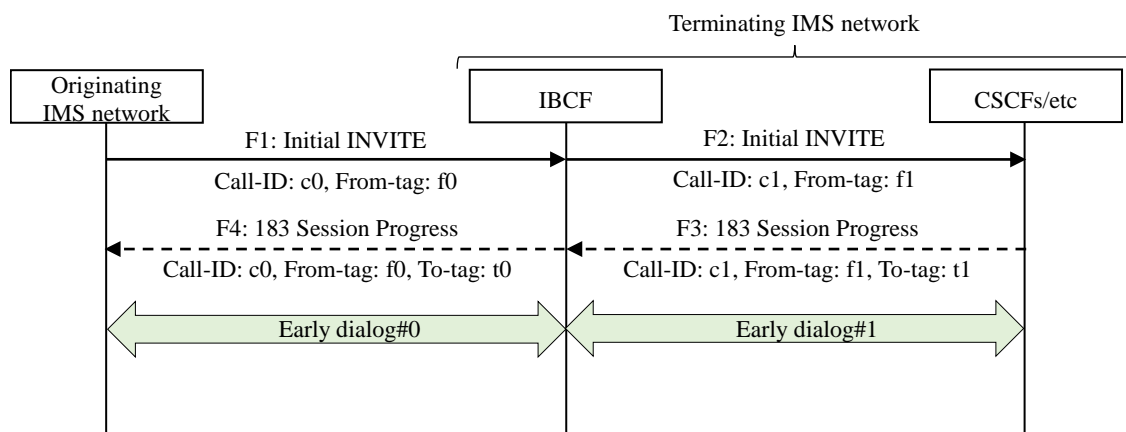 Terminating IMS network
Originating
IMS network
IBCF
CSCFs/etc
F1: Initial INVITE
F2: Initial INVITE
Call-ID: c0, From-tag: f0
Call-ID: c1, From-tag: f1
F4: 183 Session Progress
F3: 183 Session Progress
Call-ID: c0, From-tag: f0, To-tag: t0
Call-ID: c1, From-tag: f1, To-tag: t1
Early dialog#0
Early dialog#1